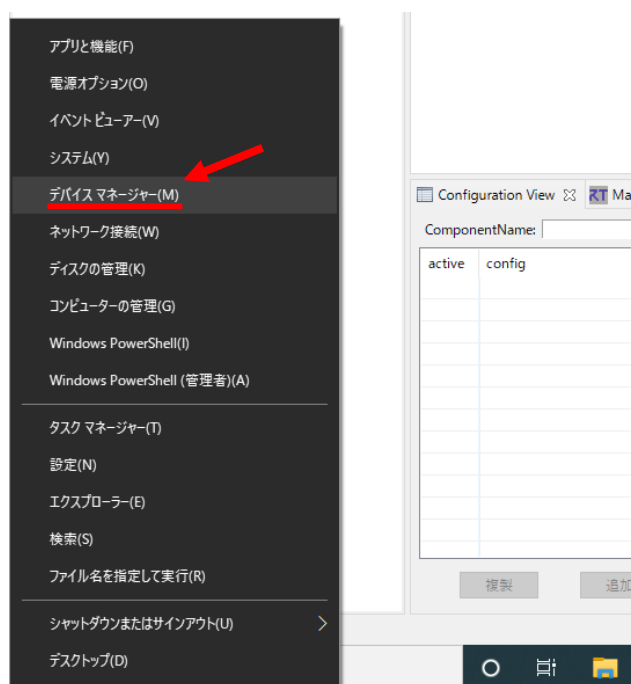 アプリと機能(F)
電源オプション(O)
イベント ビューアー(V)
システム(Y)
デバイス マネージャー(M)
ネットワーク接続(W)
ディスクの管理(K)
コンピューターの管理(G)
Windows PowerShell(I)
Windows PowerShell (管理者)(A)
タスク マネージャー(T)
設定(N)
エクスプローラー(E)
検索(S)
ファイル名を指定して実行(R)
シャットダウンまたはサインアウト(U)
デスクトップ(D)
Configuration View RT Ma
ComponentName:
active config
複製 追加